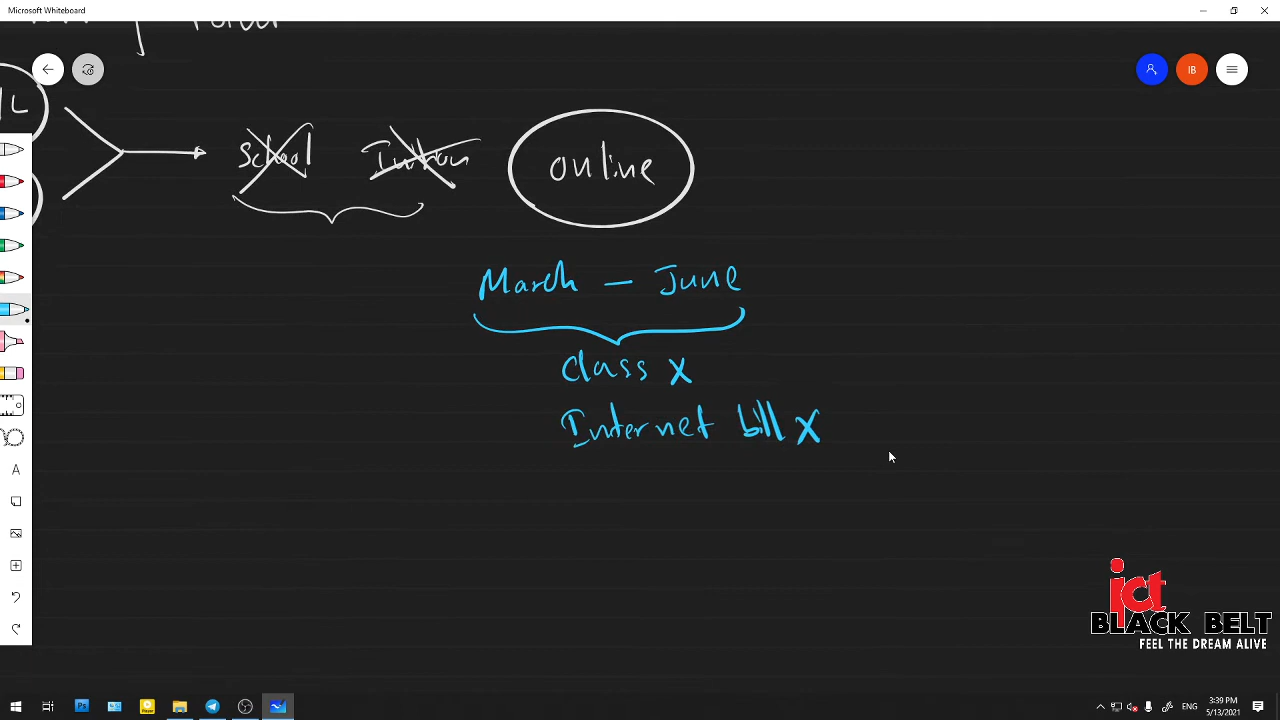 Microsoft Whiteboard
IB
L
School Tuition online
March – June
class X
Internet bill X
A
ict
BLACK BELT
FEEL THE DREAM ALIVE
3:39 PM
5/13/2021